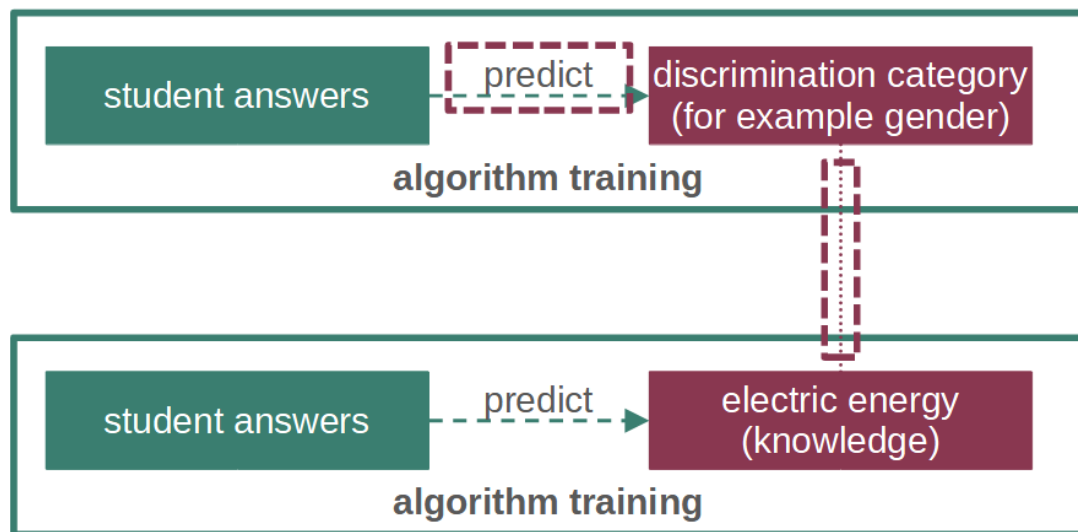 student answers
predict
discrimination category
(for example gender)
algorithm training
student answers
predict
electric energy
(knowledge)
algorithm training